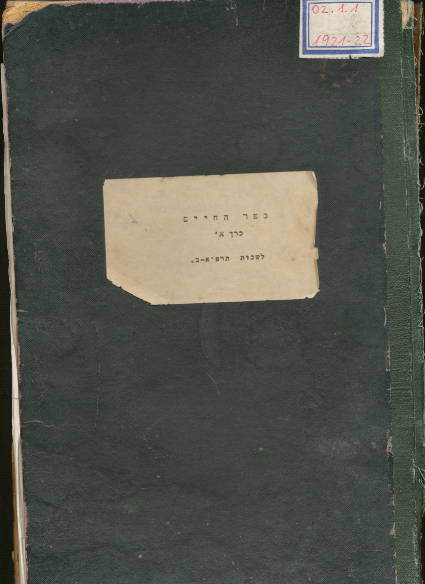 02.1.1
1921-22
ספר החיים
כרך א'
לשנות תרפ"א-ב.